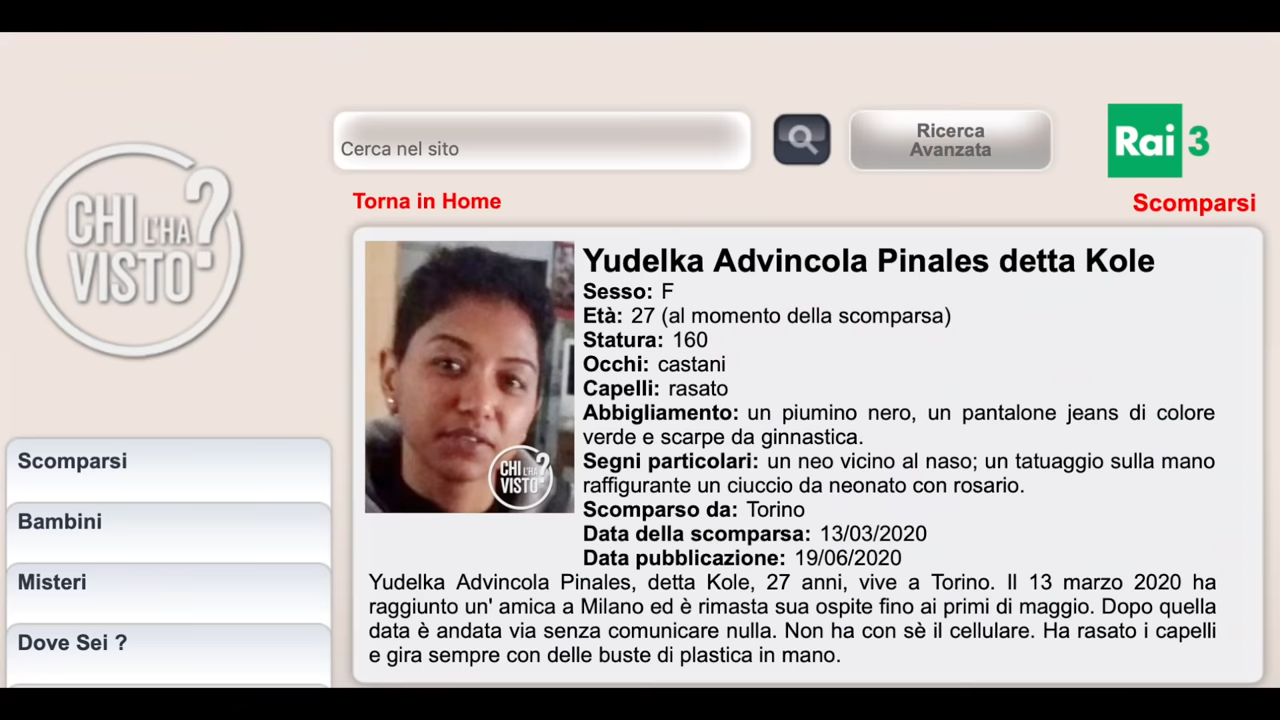 Cerca nel sito
Ricerca
Avanzata
Rai 3
CHI L'HA VISTO?
Torna in Home
Scomparsi
Yudelka Advincola Pinales detta Kole
Sesso: F
Età: 27 (al momento della scomparsa)
Statura: 160
Occhi: castani
Capelli: rasato
Abbigliamento: un piumino nero, un pantalone jeans di colore
verde e scarpe da ginnastica.
Segni particolari: un neo vicino al naso; un tatuaggio sulla mano
raffigurante un ciuccio da neonato con rosario.
Scomparso da: Torino
Data della scomparsa: 13/03/2020
Data pubblicazione: 19/06/2020
CHI L'HA VISTO?
Yudelka Advincola Pinales, detta Kole, 27 anni, vive a Torino. Il 13 marzo 2020 ha
raggiunto un' amica a Milano ed è rimasta sua ospite fino ai primi di maggio. Dopo quella
data è andata via senza comunicare nulla. Non ha con sè il cellulare. Ha rasato i capelli
e gira sempre con delle buste di plastica in mano.
Scomparsi
Bambini
Misteri
Dove Sei ?